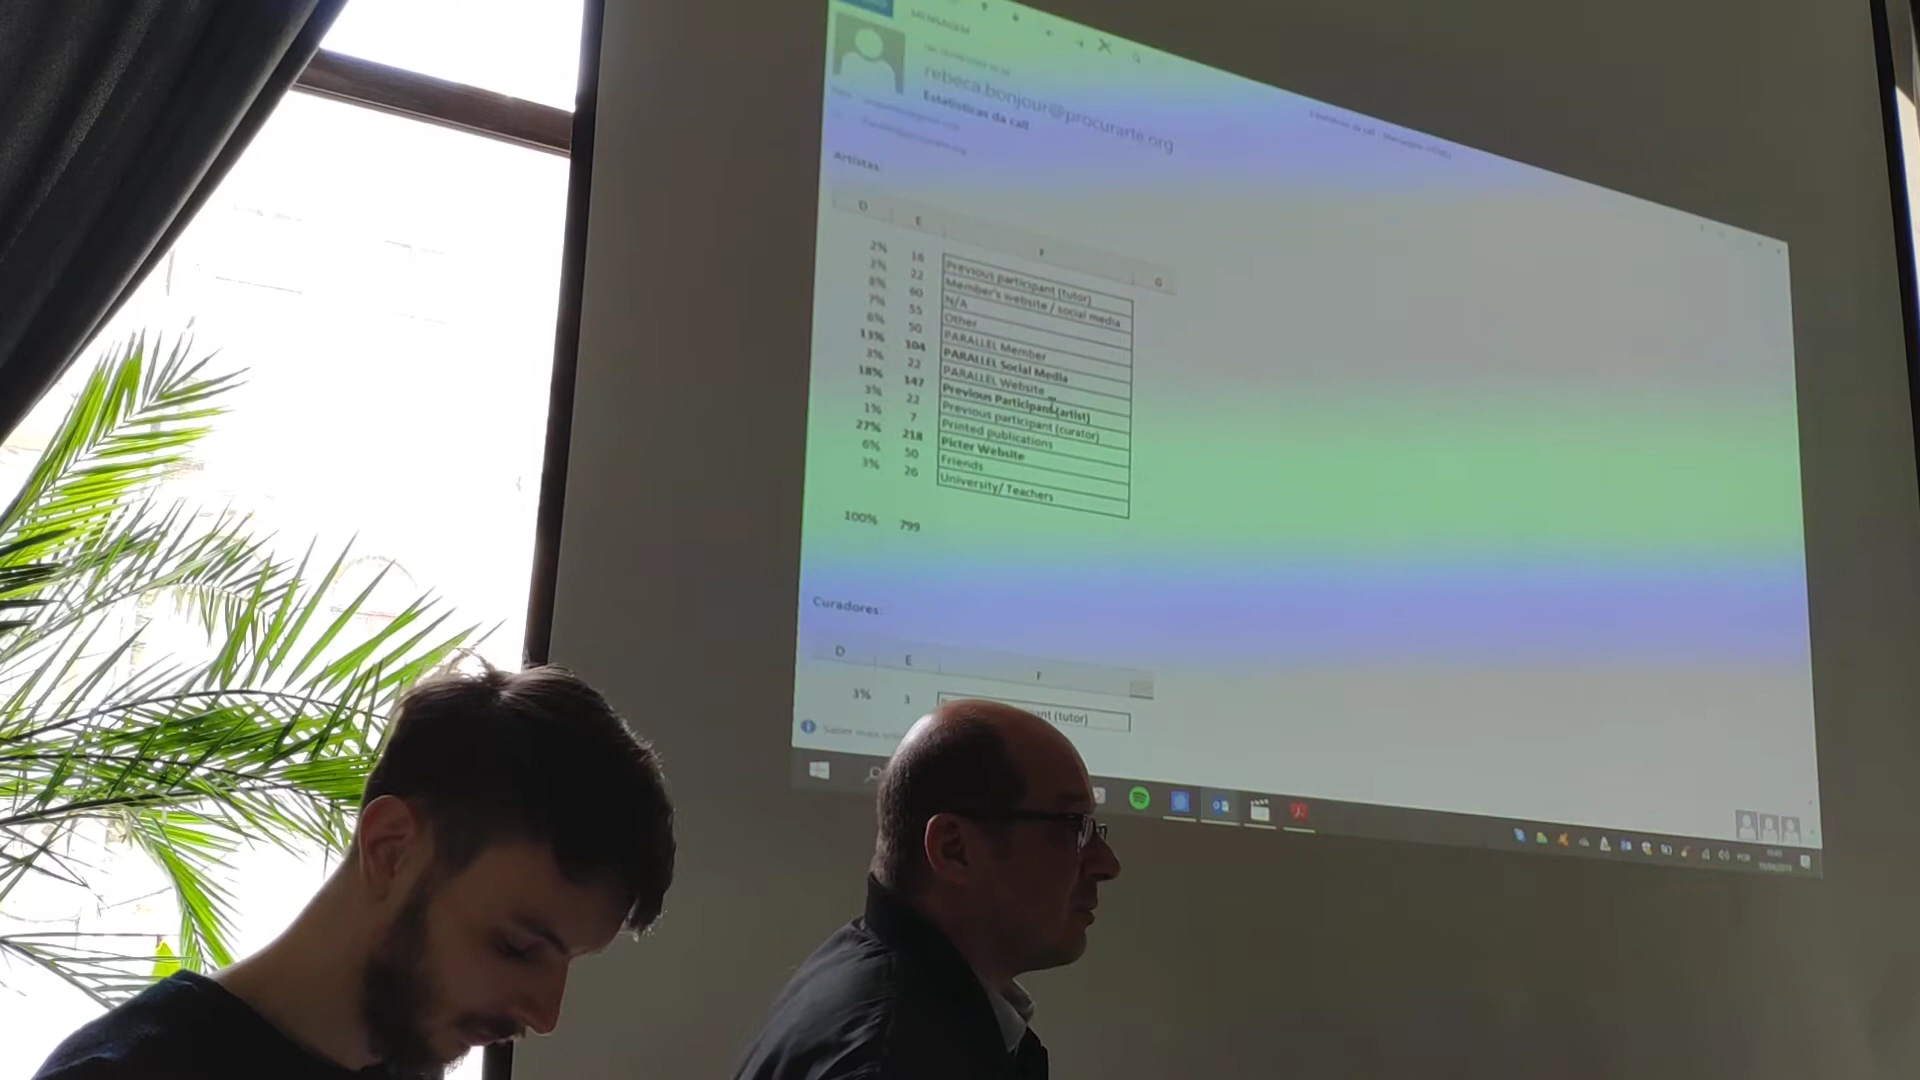 MENSAGEM
rebeca.bonjour@procurarte.org
Estatísticas da call
Artistas:
D E F G
2% 16 Previous participant (tutor)
3% 22 Member's website / social media
8% 60 N/A
7% 55 Other
6% 50 PARALLEL Member
13% 104 PARALLEL Social Media
3% 22 PARALLEL Website
18% 147 Previous Participant (artist)
3% 22 Previous participant (curator)
1% 7 Printed publications
27% 218 Picter Website
6% 50 Friends
3% 26 University/ Teachers
100% 799
Curadores:
D E F
3% 3 (tutor)